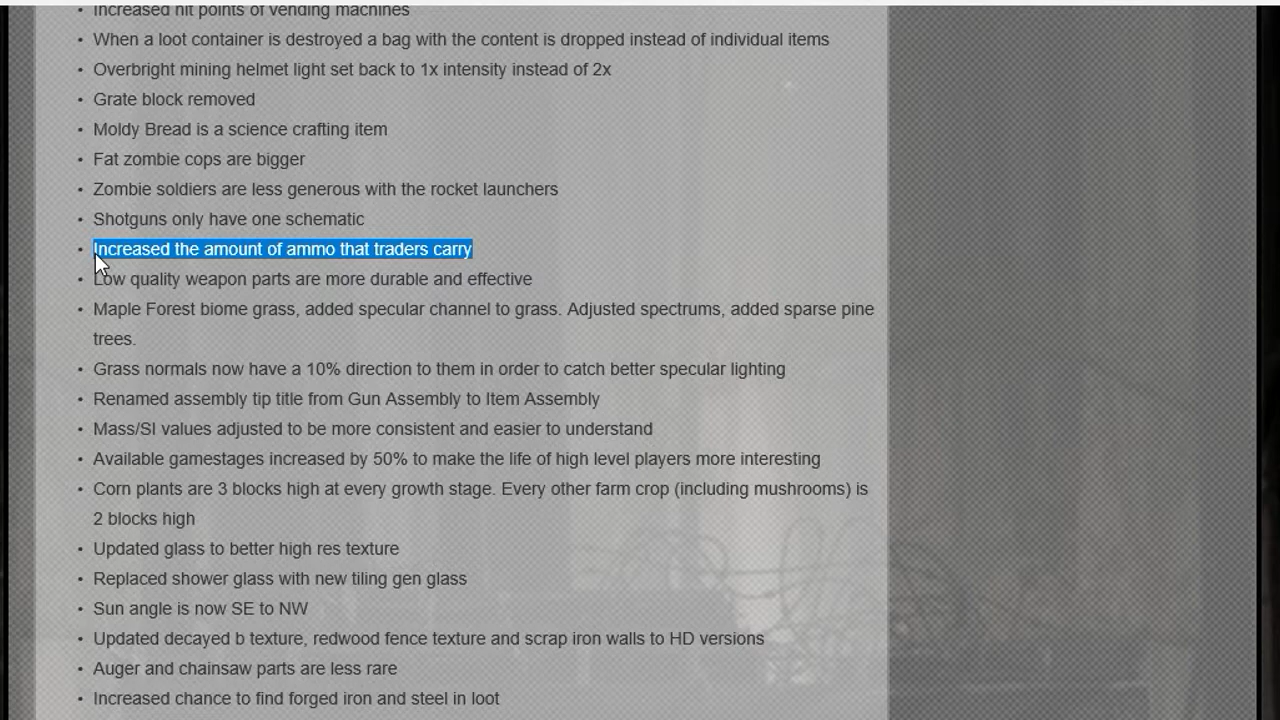 Increased hit points of vending machines
• When a loot container is destroyed a bag with the content is dropped instead of individual items
• Overbright mining helmet light set back to 1x intensity instead of 2x
• Grate block removed
• Moldy Bread is a science crafting item
• Fat zombie cops are bigger
• Zombie soldiers are less generous with the rocket launchers
• Shotguns only have one schematic
• Increased the amount of ammo that traders carry
• Low quality weapon parts are more durable and effective
• Maple Forest biome grass, added specular channel to grass. Adjusted spectrums, added sparse pine
trees.
• Grass normals now have a 10% direction to them in order to catch better specular lighting
• Renamed assembly tip title from Gun Assembly to Item Assembly
• Mass/SI values adjusted to be more consistent and easier to understand
• Available gamestages increased by 50% to make the life of high level players more interesting
• Corn plants are 3 blocks high at every growth stage. Every other farm crop (including mushrooms) is
2 blocks high
• Updated glass to better high res texture
• Replaced shower glass with new tiling gen glass
• Sun angle is now SE to NW
• Updated decayed b texture, redwood fence texture and scrap iron walls to HD versions
• Auger and chainsaw parts are less rare
• Increased chance to find forged iron and steel in loot